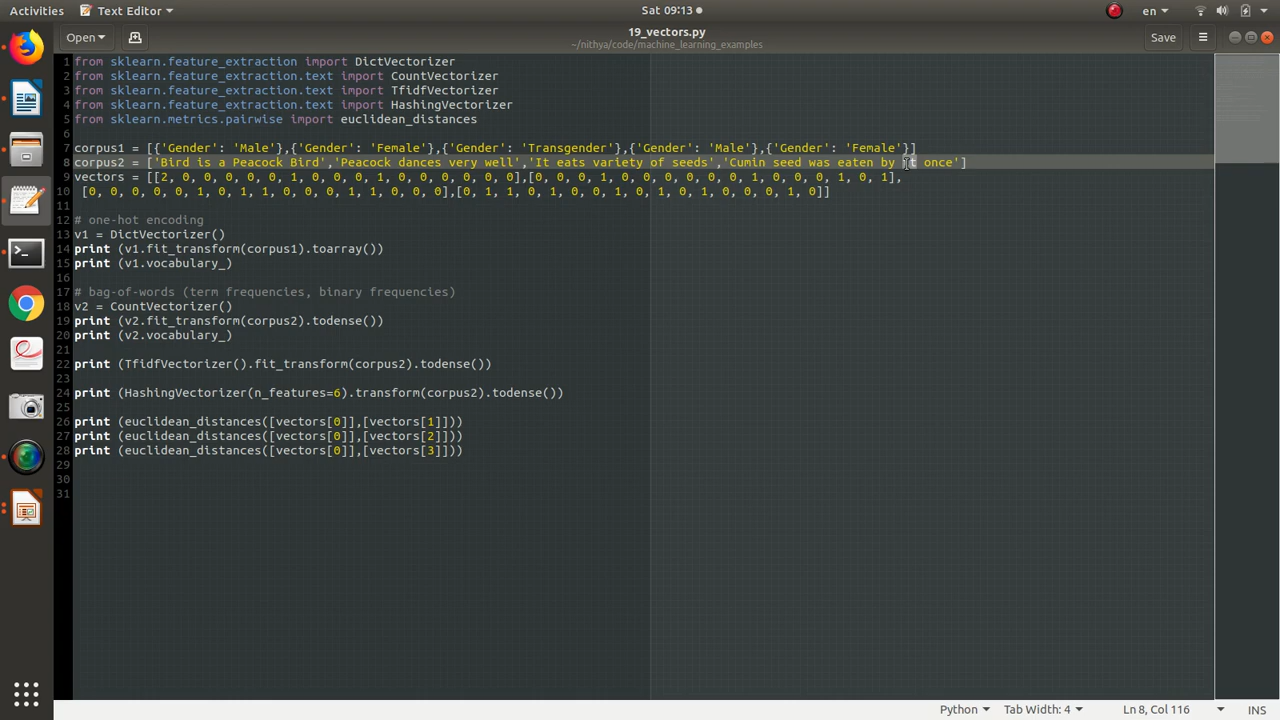 Activities
Text Editor
Sat 09:13
en
Open
19_vectors.py
~/nithya/code/machine_learning_examples
Save
1 from sklearn.feature_extraction import DictVectorizer
2 from sklearn.feature_extraction.text import CountVectorizer
3 from sklearn.feature_extraction.text import TfidfVectorizer
4 from sklearn.feature_extraction.text import HashingVectorizer
5 from sklearn.metrics.pairwise import euclidean_distances
6
7 corpus1 = [{'Gender': 'Male'},{'Gender': 'Female'},{'Gender': 'Transgender'},{'Gender': 'Male'},{'Gender': 'Female'}]
8 corpus2 = ['Bird is a Peacock Bird','Peacock dances very well','It eats variety of seeds','Cumin seed was eaten by it once']
9 vectors = [[2, 0, 0, 0, 0, 1, 0, 0, 0, 1, 0, 0, 0, 0, 0, 0],[0, 0, 0, 1, 0, 0, 0, 0, 0, 1, 0, 0, 0, 1, 0, 1],
10 [0, 0, 0, 0, 1, 0, 1, 1, 0, 0, 0, 1, 0, 0, 0],[0, 1, 1, 0, 1, 0, 0, 1, 0, 1, 0, 1, 0, 0, 0, 1, 0]]
11
12 # one-hot encoding
13 v1 = DictVectorizer()
14 print (v1.fit_transform(corpus1).toarray())
15 print (v1.vocabulary_)
16
17 # bag-of-words (term frequencies, binary frequencies)
18 v2 = CountVectorizer()
19 print (v2.fit_transform(corpus2).todense())
20 print (v2.vocabulary_)
21
22 print (TfidfVectorizer().fit_transform(corpus2).todense())
23
24 print (HashingVectorizer(n_features=6).transform(corpus2).todense())
25
26 print (euclidean_distances([vectors[0]],[vectors[1]]))
27 print (euclidean_distances([vectors[0]],[vectors[2]]))
28 print (euclidean_distances([vectors[0]],[vectors[3]]))
29
30
31
Python
Tab Width: 4
Ln 8, Col 116
INS